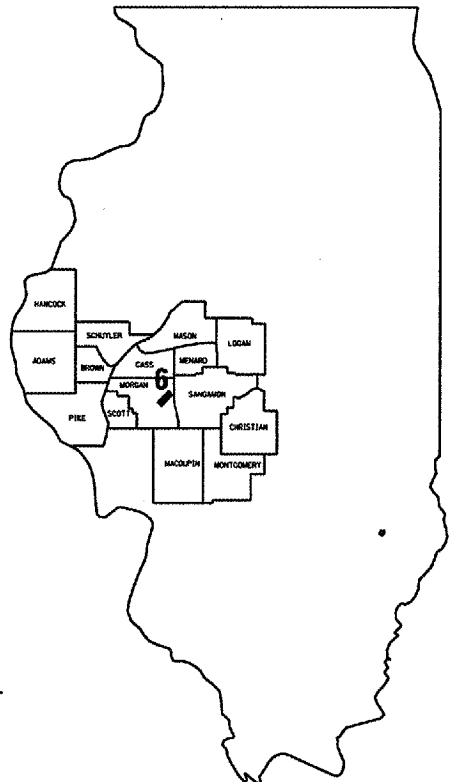 HANCOCK
SCHUYLER
MASON
LOGAN
ADAMS
BROWN
CASS
MENARD
6
MORGAN
SANGAMON
PIKE
SCOTT
CHRISTIAN
MACOUPIN
MONTGOMERY